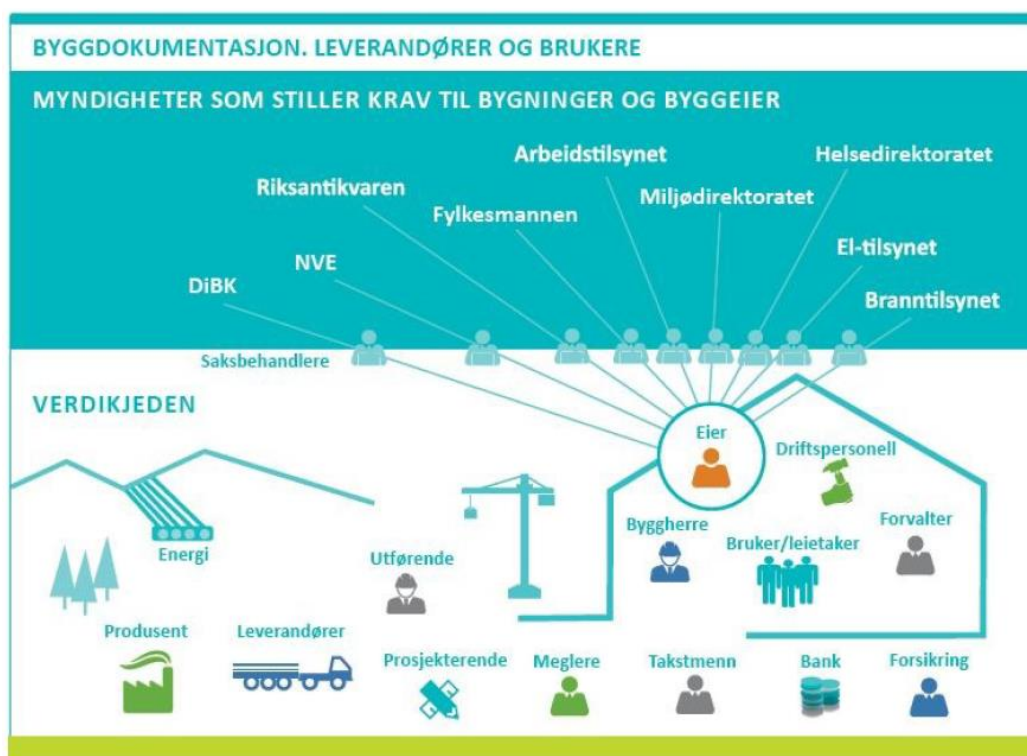 BYGGDOKUMENTASJON. LEVERANDØRER OG BRUKERE
MYNDIGHETER SOM STILLER KRAV TIL BYGNINGER OG BYGGEIER
Arbeidstilsynet
Helsedirektoratet
Riksantikvaren
Miljødirektoratet
Fylkesmannen
El-tilsynet
NVE
DiBK
Branntilsynet
Saksbehandlere
VERDIKJEDEN
Eier
Driftspersonell
Byggherre
Forvalter
Bruker/leietaker
Energi
Utførende
Produsent
Leverandører
Prosjekterende
Meglere
Takstmenn
Bank
Forsikring